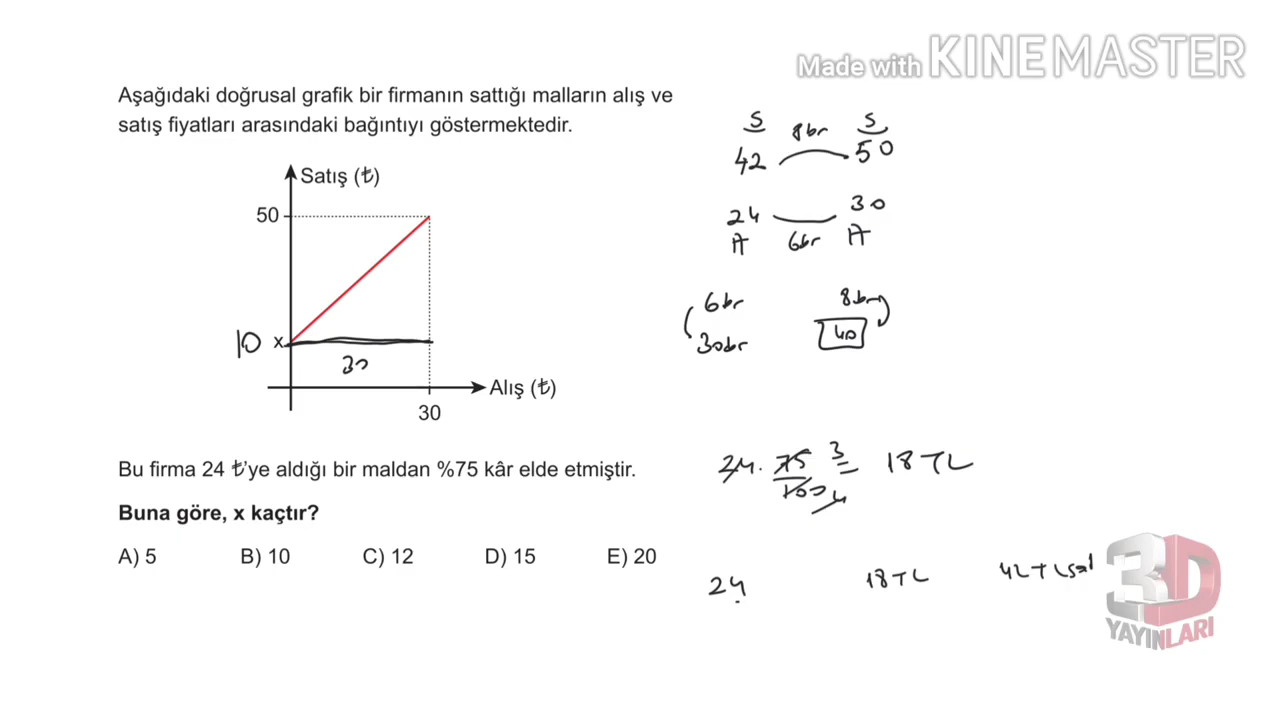 Made with KINEMASTER
Aşağıdaki doğrusal grafik bir firmanın sattığı malların alış ve
satış fiyatları arasındaki bağıntıyı göstermektedir.
Satış (₺)
50
10 x
30
Alış (₺)
30
Bu firma 24 ₺'ye aldığı bir maldan %75 kâr elde etmiştir.
Buna göre, x kaçtır?
A) 5 B) 10 C) 12 D) 15 E) 20
S 8br S
42 50
24 30
A 6br A
6br 8br
30br 40
24. 75 3 18 TL
100 4
24 18 TL
3D
YAYINLARI